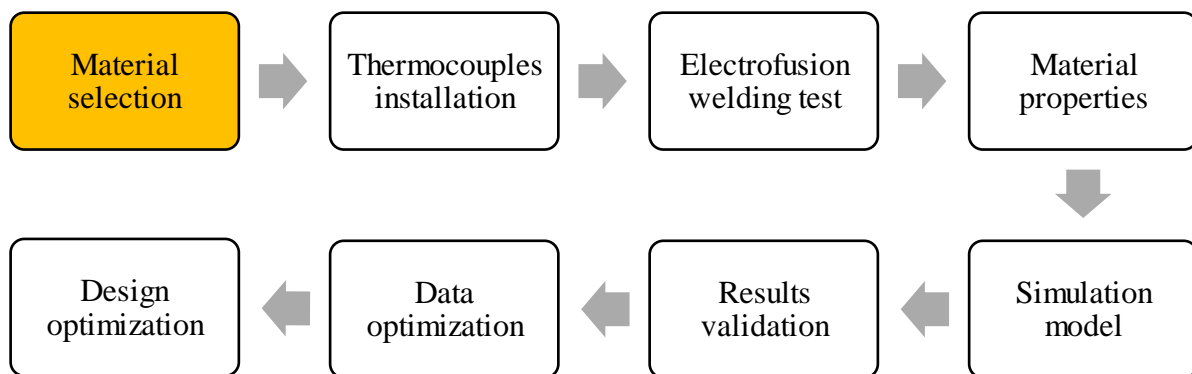 Material
selection
Thermocouples
installation
Electrofusion
welding test
Material
properties
Simulation
model
Results
validation
Data
optimization
Design
optimization